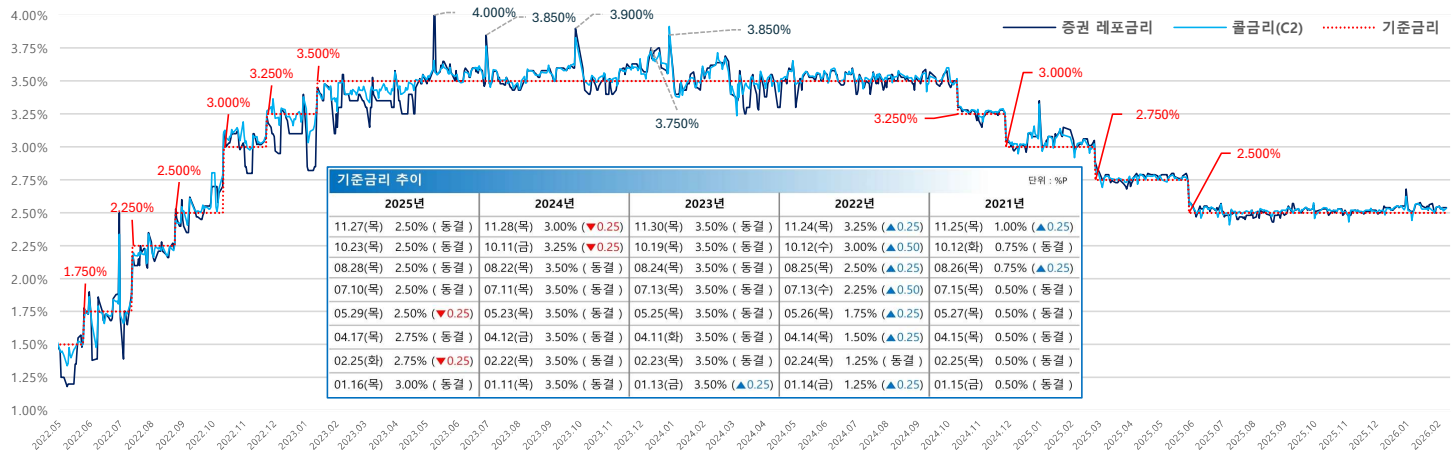 4.00%
3.75%
3.50%
3.25%
3.00%
2.75%
2.50%
2.25%
2.00%
1.75%
1.50%
1.25%
1.00%
증권 레포금리 콜금리(C2) 기준금리
4.000%
3.850%
3.900%
3.850%
3.750%
1.750%
2.250%
2.500%
3.000%
3.250%
3.500%
3.250%
3.000%
2.750%
2.500%
기준금리 추이 단위 : %P
2025년 2024년 2023년 2022년 2021년
11.27(목) 2.50% ( 동결 ) 11.28(목) 3.00% (▼0.25) 11.30(목) 3.50% ( 동결 ) 11.24(목) 3.25% (▲0.25) 11.25(목) 1.00% (▲0.25)
10.23(목) 2.50% ( 동결 ) 10.11(금) 3.25% (▼0.25) 10.19(목) 3.50% ( 동결 ) 10.12(수) 3.00% (▲0.50) 10.12(화) 0.75% ( 동결 )
08.28(목) 2.50% ( 동결 ) 08.22(목) 3.50% ( 동결 ) 08.24(목) 3.50% ( 동결 ) 08.25(목) 2.50% (▲0.25) 08.26(목) 0.75% (▲0.25)
07.10(목) 2.50% ( 동결 ) 07.11(목) 3.50% ( 동결 ) 07.13(목) 3.50% ( 동결 ) 07.13(수) 2.25% (▲0.50) 07.15(목) 0.50% ( 동결 )
05.29(목) 2.50% (▼0.25) 05.23(목) 3.50% ( 동결 ) 05.25(목) 3.50% ( 동결 ) 05.26(목) 1.75% (▲0.25) 05.27(목) 0.50% ( 동결 )
04.17(목) 2.75% ( 동결 ) 04.12(금) 3.50% ( 동결 ) 04.11(화) 3.50% ( 동결 ) 04.14(목) 1.50% (▲0.25) 04.15(목) 0.50% ( 동결 )
02.25(화) 2.75% (▼0.25) 02.22(목) 3.50% ( 동결 ) 02.23(목) 3.50% ( 동결 ) 02.24(목) 1.25% ( 동결 ) 02.25(목) 0.50% ( 동결 )
01.16(목) 3.00% ( 동결 ) 01.11(목) 3.50% ( 동결 ) 01.13(금) 3.50% (▲0.25) 01.14(금) 1.25% (▲0.25) 01.15(금) 0.50% ( 동결 )
2022.05 2022.06 2022.07 2022.08 2022.09 2022.10 2022.11 2022.12 2023.01 2023.02 2023.03 2023.04 2023.05 2023.06 2023.07 2023.08 2023.09 2023.10 2023.11 2023.12 2024.01 2024.02 2024.03 2024.04 2024.05 2024.06 2024.07 2024.08 2024.09 2024.10 2024.11 2024.12 2025.01 2025.02 2025.03 2025.04 2025.05 2025.06 2025.07 2025.08 2025.09 2025.10 2025.11 2025.12 2026.01 2026.02